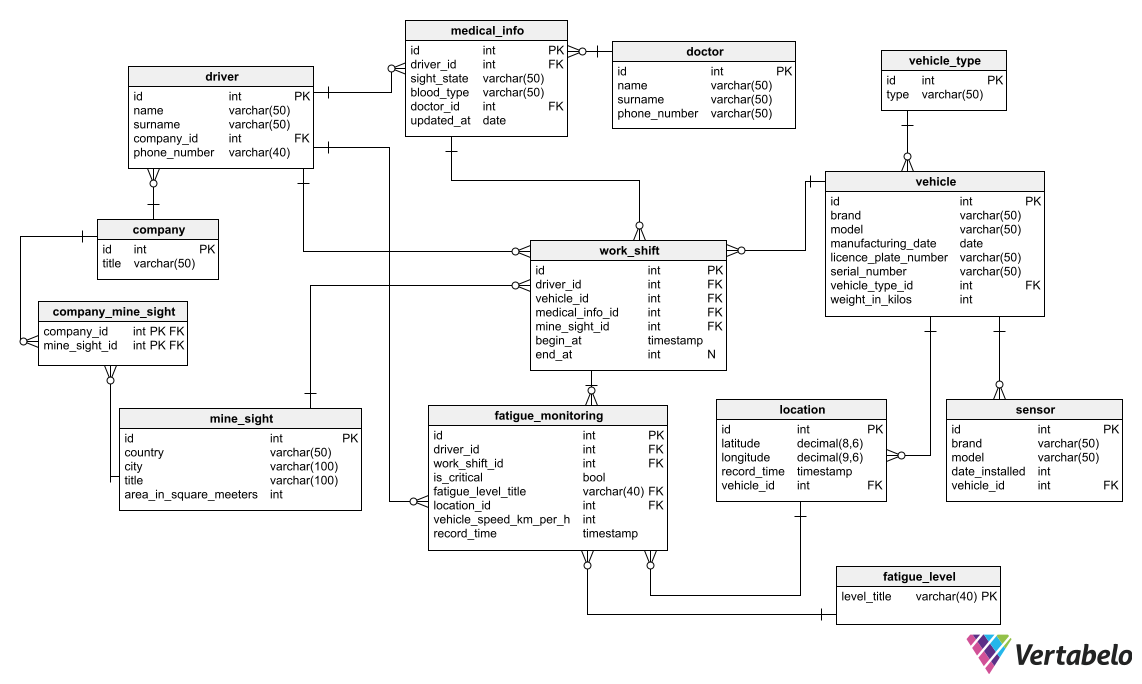 medical_info
id int PK
driver_id int FK
sight_state varchar(50)
blood_type varchar(50)
doctor_id int FK
updated_at date
doctor
id int PK
name varchar(50)
surname varchar(50)
phone_number varchar(50)
vehicle_type
id int PK
type varchar(50)
driver
id int PK
name varchar(50)
surname varchar(50)
company_id int FK
phone_number varchar(40)
vehicle
id int PK
brand varchar(50)
model varchar(50)
manufacturing_date date
licence_plate_number varchar(50)
serial_number varchar(50)
vehicle_type_id int FK
weight_in_kilos int
company
id int PK
title varchar(50)
work_shift
id int PK
driver_id int FK
vehicle_id int FK
medical_info_id int FK
mine_sight_id int FK
begin_at timestamp
end_at int N
company_mine_sight
company_id int PK FK
mine_sight_id int PK FK
mine_sight
id int PK
country varchar(50)
city varchar(100)
title varchar(100)
area_in_square_meeters int
fatigue_monitoring
id int PK
driver_id int FK
work_shift_id int FK
is_critical bool
fatigue_level_title varchar(40) FK
location_id int FK
vehicle_speed_km_per_h int
record_time timestamp
location
id int PK
latitude decimal(8,6)
longitude decimal(9,6)
record_time timestamp
vehicle_id int FK
sensor
id int PK
brand varchar(50)
model varchar(50)
date_installed int
vehicle_id int FK
fatigue_level
level_title varchar(40) PK
Vertabelo